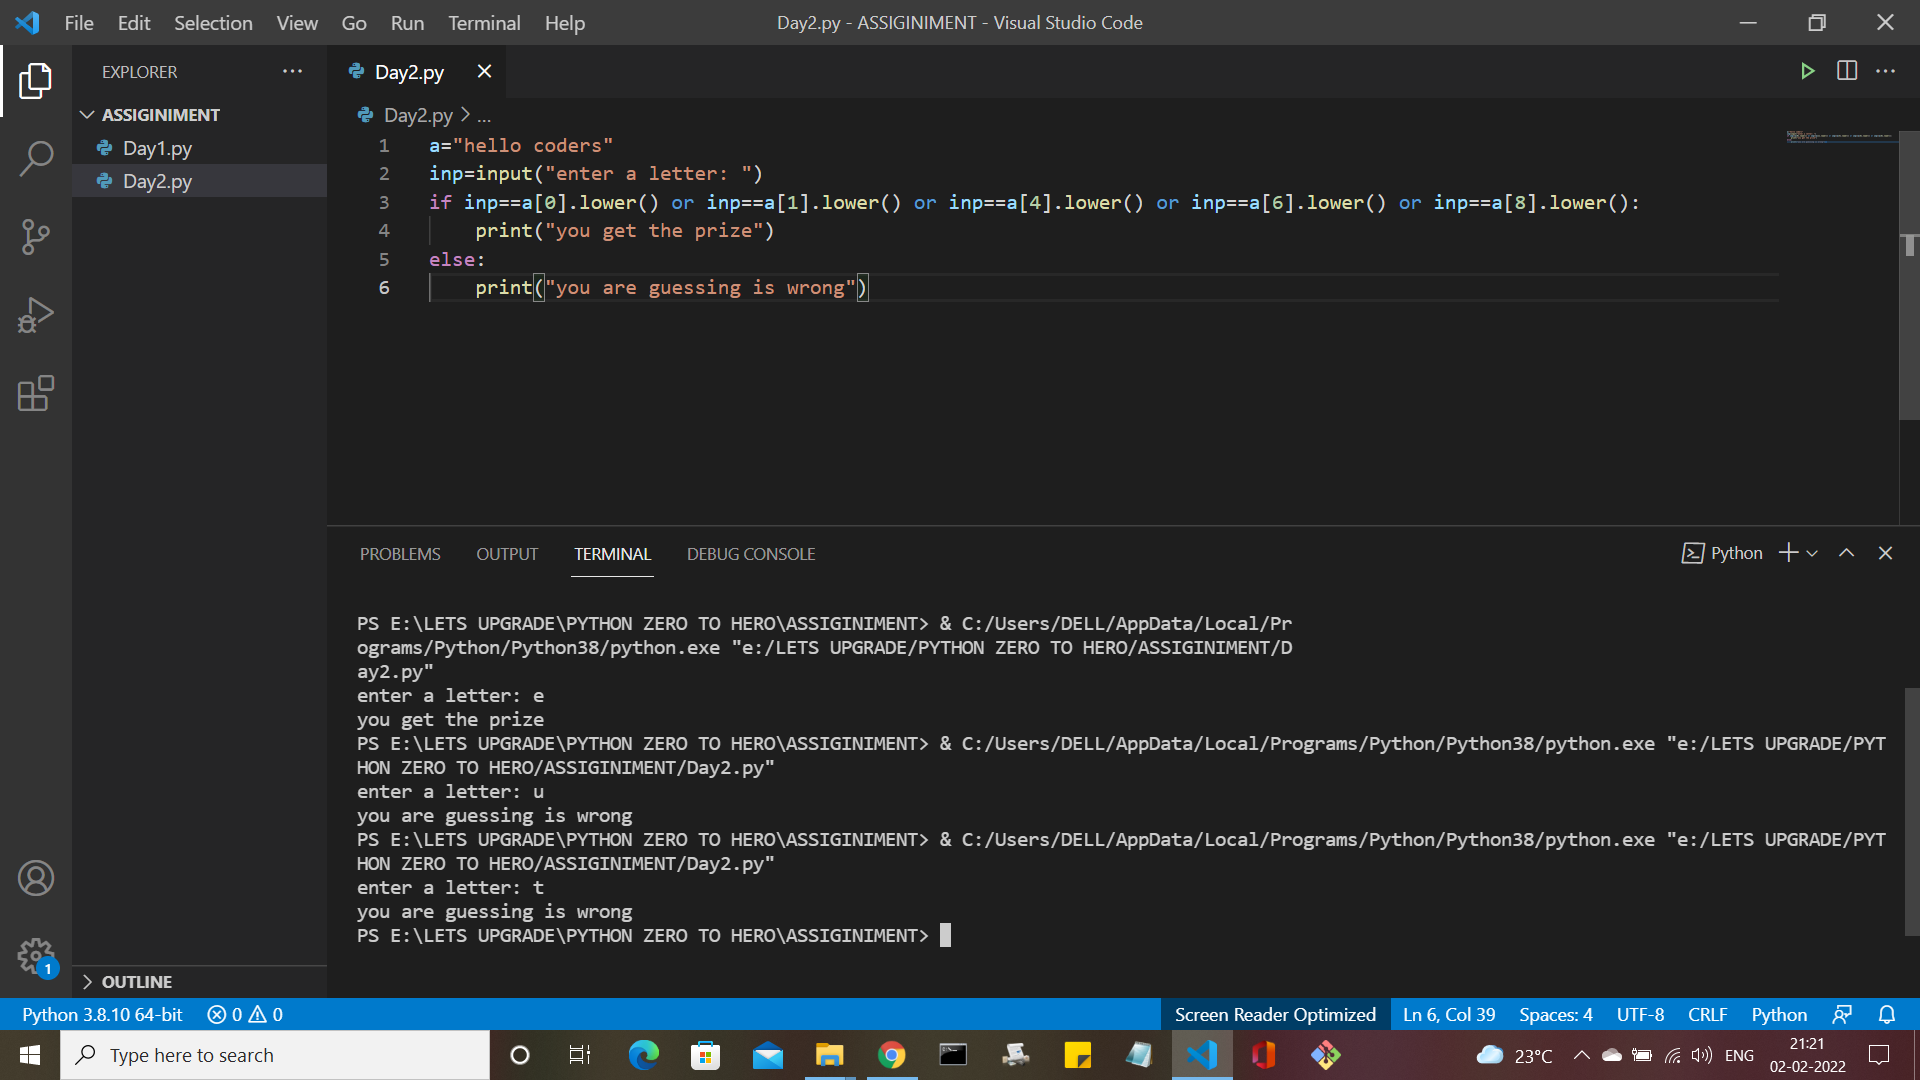 File Edit Selection View Go Run Terminal Help
Day2.py - ASSIGINIMENT - Visual Studio Code
EXPLORER
ASSIGINIMENT
Day1.py
Day2.py
OUTLINE
Day2.py
Day2.py > ...
1 a="hello coders"
2 inp=input("enter a letter: ")
3 if inp==a[0].lower() or inp==a[1].lower() or inp==a[4].lower() or inp==a[6].lower() or inp==a[8].lower():
4 print("you get the prize")
5 else:
6 print("you are guessing is wrong")
PROBLEMS OUTPUT TERMINAL DEBUG CONSOLE
Python
PS E:\LETS UPGRADE\PYTHON ZERO TO HERO\ASSIGINIMENT> & C:/Users/DELL/AppData/Local/Pr
ograms/Python/Python38/python.exe "e:/LETS UPGRADE/PYTHON ZERO TO HERO/ASSIGINIMENT/D
ay2.py"
enter a letter: e
you get the prize
PS E:\LETS UPGRADE\PYTHON ZERO TO HERO\ASSIGINIMENT> & C:/Users/DELL/AppData/Local/Programs/Python/Python38/python.exe "e:/LETS UPGRADE/PYT
HON ZERO TO HERO/ASSIGINIMENT/Day2.py"
enter a letter: u
you are guessing is wrong
PS E:\LETS UPGRADE\PYTHON ZERO TO HERO\ASSIGINIMENT> & C:/Users/DELL/AppData/Local/Programs/Python/Python38/python.exe "e:/LETS UPGRADE/PYT
HON ZERO TO HERO/ASSIGINIMENT/Day2.py"
enter a letter: t
you are guessing is wrong
PS E:\LETS UPGRADE\PYTHON ZERO TO HERO\ASSIGINIMENT>
1
Python 3.8.10 64-bit 0 0
Screen Reader Optimized Ln 6, Col 39 Spaces: 4 UTF-8 CRLF Python
Type here to search
23°C ENG
21:21
02-02-2022